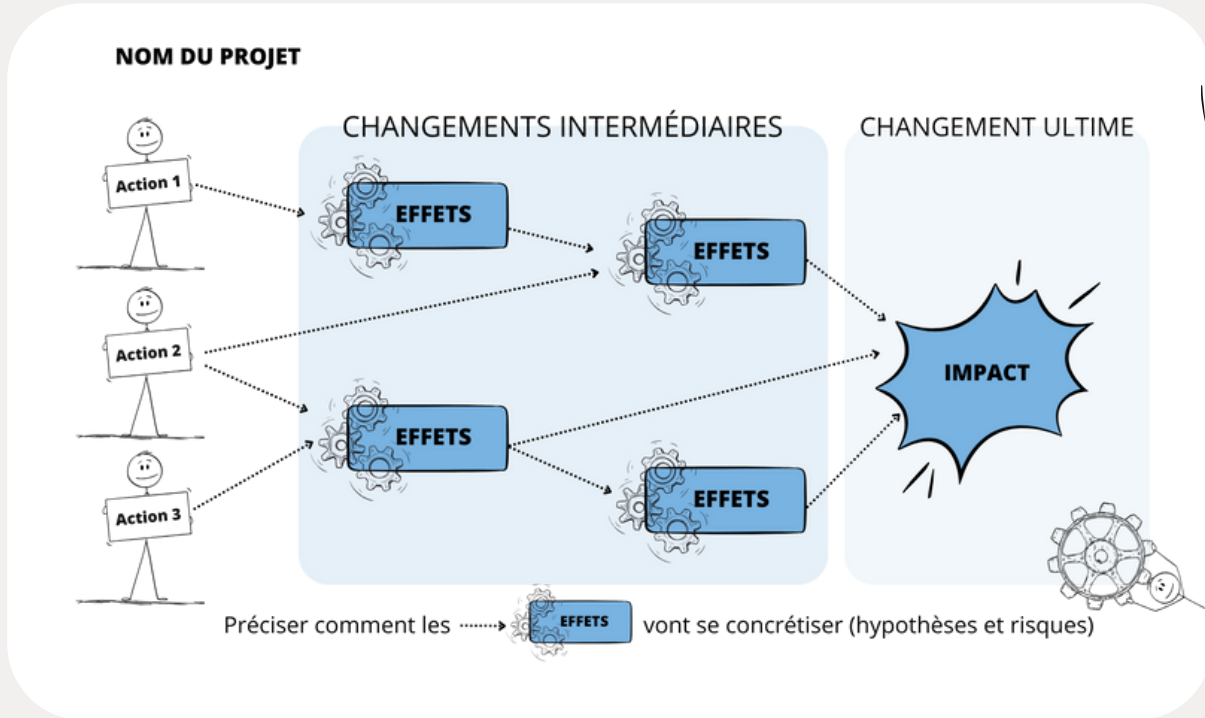 NOM DU PROJET
CHANGEMENTS INTERMÉDIAIRES
CHANGEMENT ULTIME
Action 1
EFFETS
EFFETS
Action 2
IMPACT
EFFETS
Action 3
EFFETS
Préciser comment les EFFETS vont se concrétiser (hypothèses et risques)